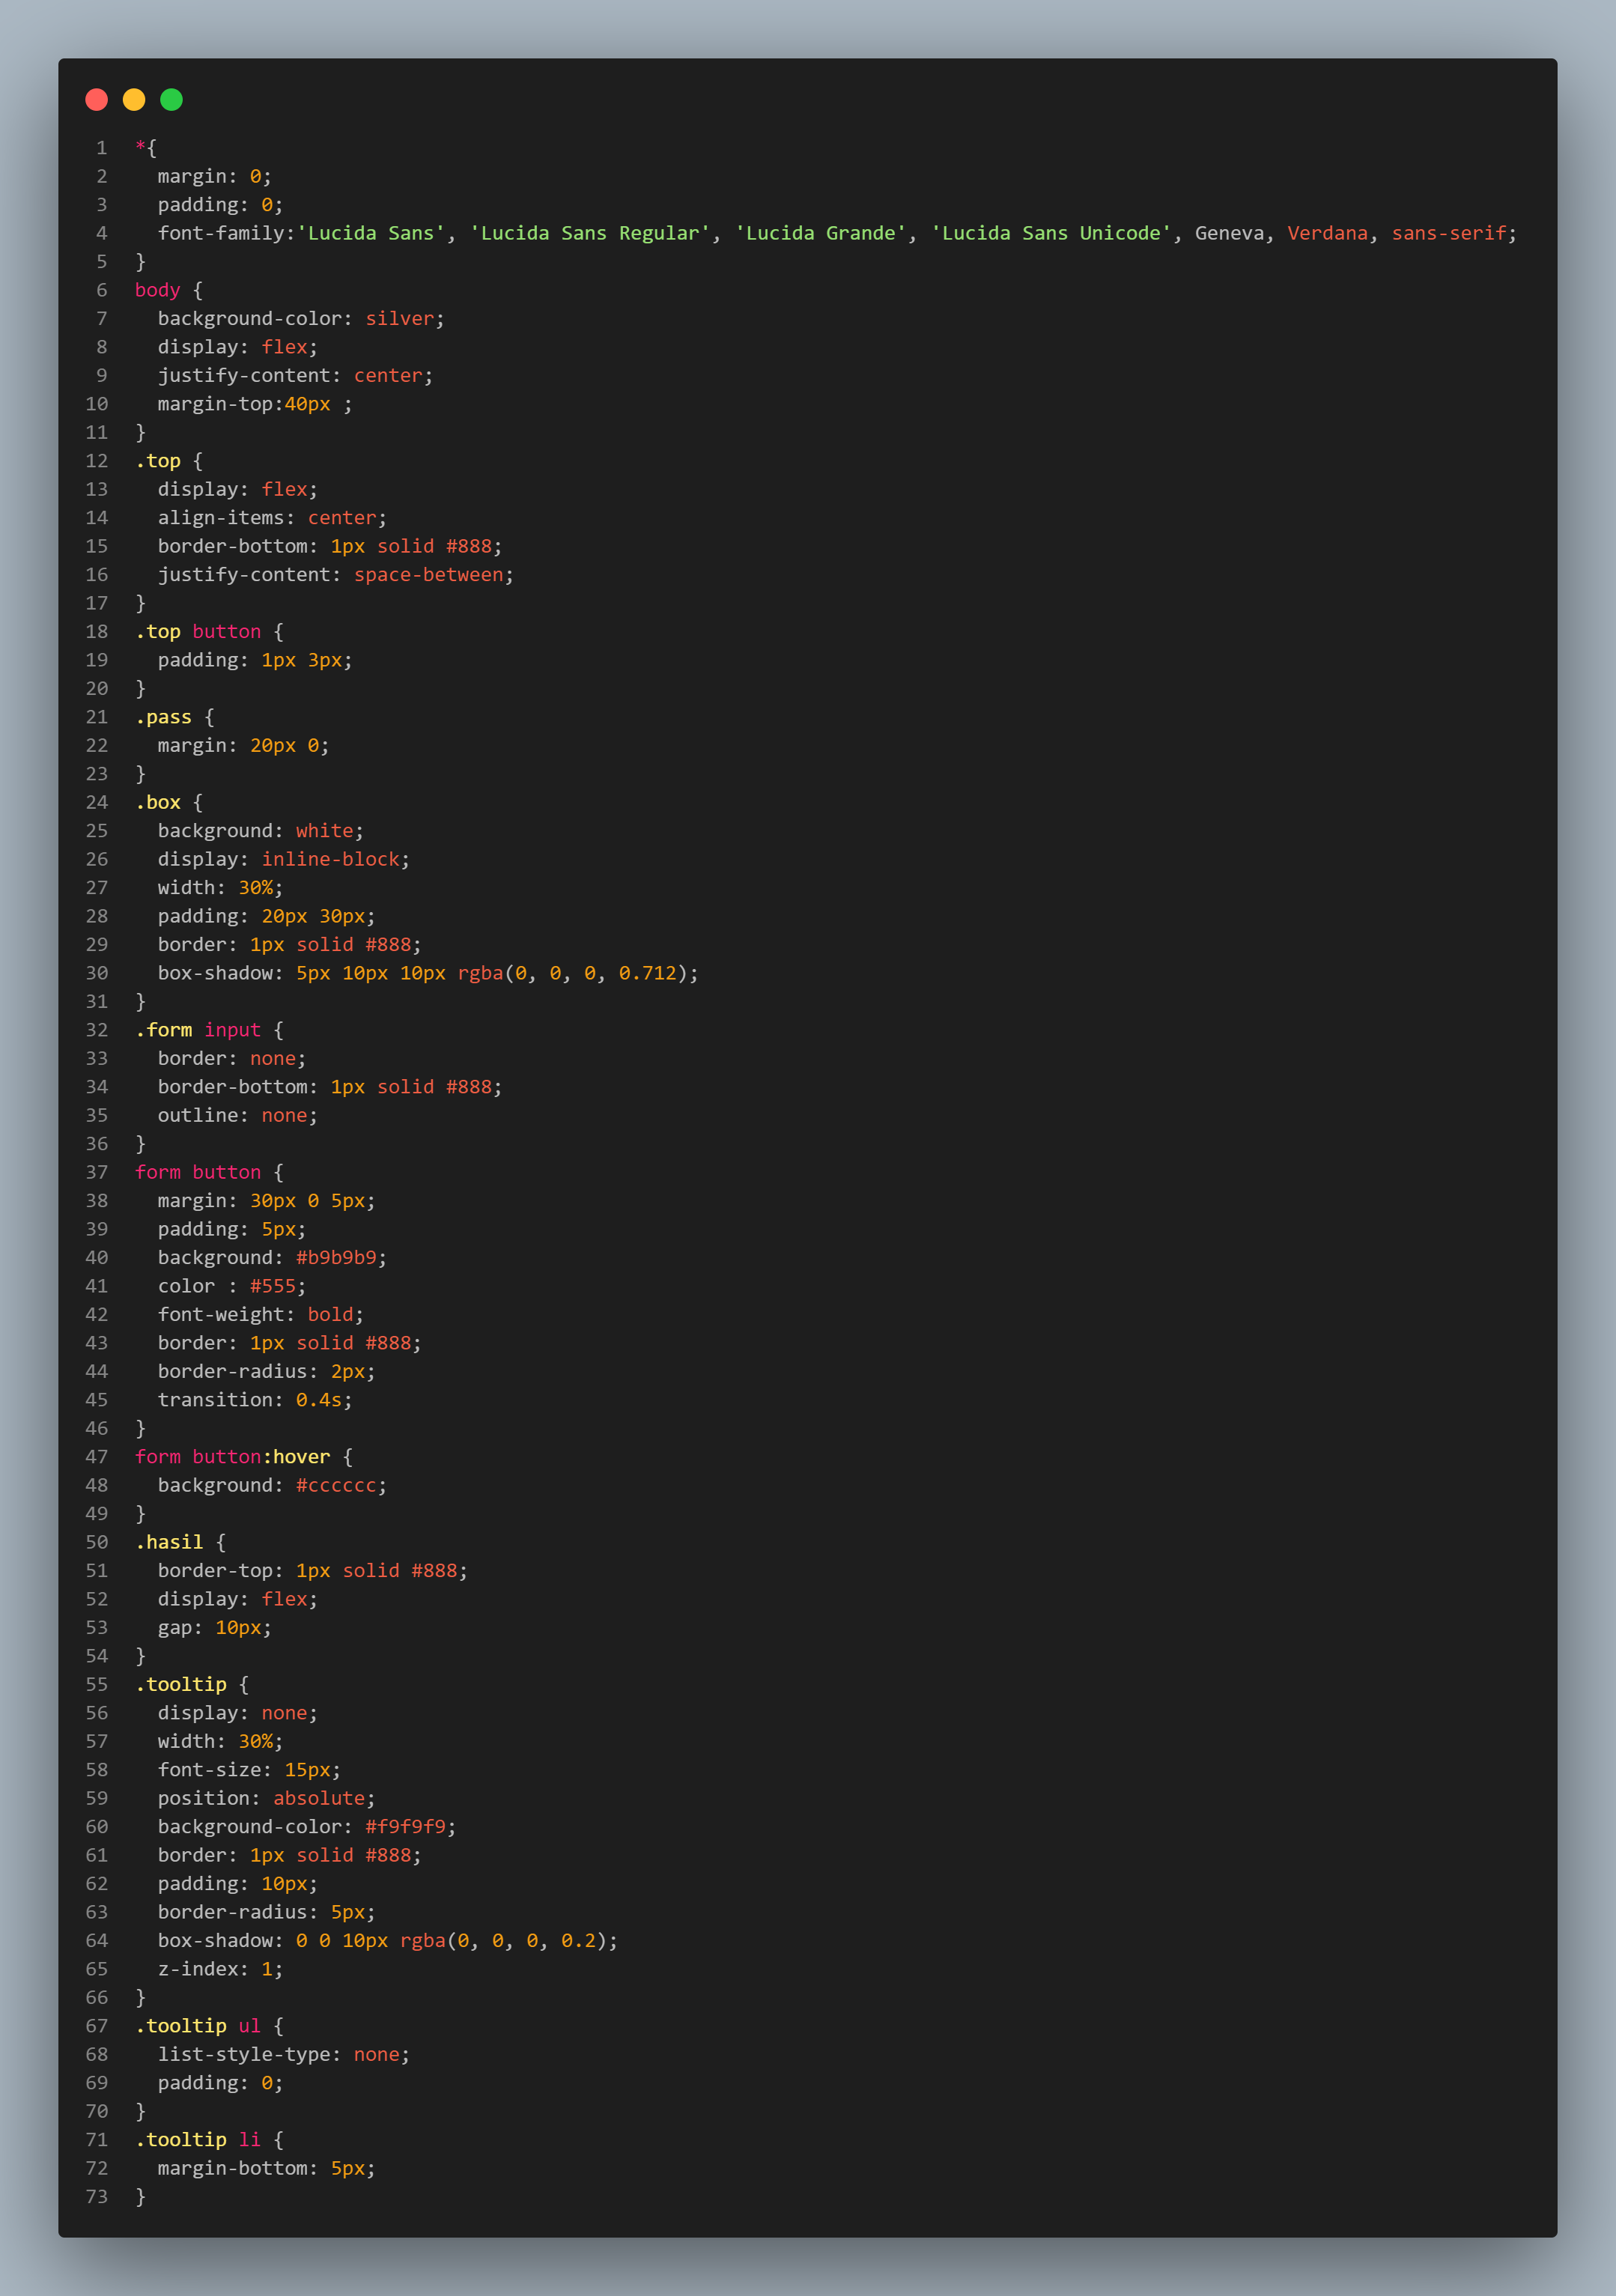 1 *{
2   margin: 0;
3   padding: 0;
4   font-family:'Lucida Sans', 'Lucida Sans Regular', 'Lucida Grande', 'Lucida Sans Unicode', Geneva, Verdana, sans-serif;
5 }
6 body {
7   background-color: silver;
8   display: flex;
9   justify-content: center;
10   margin-top:40px ;
11 }
12 .top {
13   display: flex;
14   align-items: center;
15   border-bottom: 1px solid #888;
16   justify-content: space-between;
17 }
18 .top button {
19   padding: 1px 3px;
20 }
21 .pass {
22   margin: 20px 0;
23 }
24 .box {
25   background: white;
26   display: inline-block;
27   width: 30%;
28   padding: 20px 30px;
29   border: 1px solid #888;
30   box-shadow: 5px 10px 10px rgba(0, 0, 0, 0.712);
31 }
32 .form input {
33   border: none;
34   border-bottom: 1px solid #888;
35   outline: none;
36 }
37 form button {
38   margin: 30px 0 5px;
39   padding: 5px;
40   background: #b9b9b9;
41   color : #555;
42   font-weight: bold;
43   border: 1px solid #888;
44   border-radius: 2px;
45   transition: 0.4s;
46 }
47 form button:hover {
48   background: #cccccc;
49 }
50 .hasil {
51   border-top: 1px solid #888;
52   display: flex;
53   gap: 10px;
54 }
55 .tooltip {
56   display: none;
57   width: 30%;
58   font-size: 15px;
59   position: absolute;
60   background-color: #f9f9f9;
61   border: 1px solid #888;
62   padding: 10px;
63   border-radius: 5px;
64   box-shadow: 0 0 10px rgba(0, 0, 0, 0.2);
65   z-index: 1;
66 }
67 .tooltip ul {
68   list-style-type: none;
69   padding: 0;
70 }
71 .tooltip li {
72   margin-bottom: 5px;
73 }